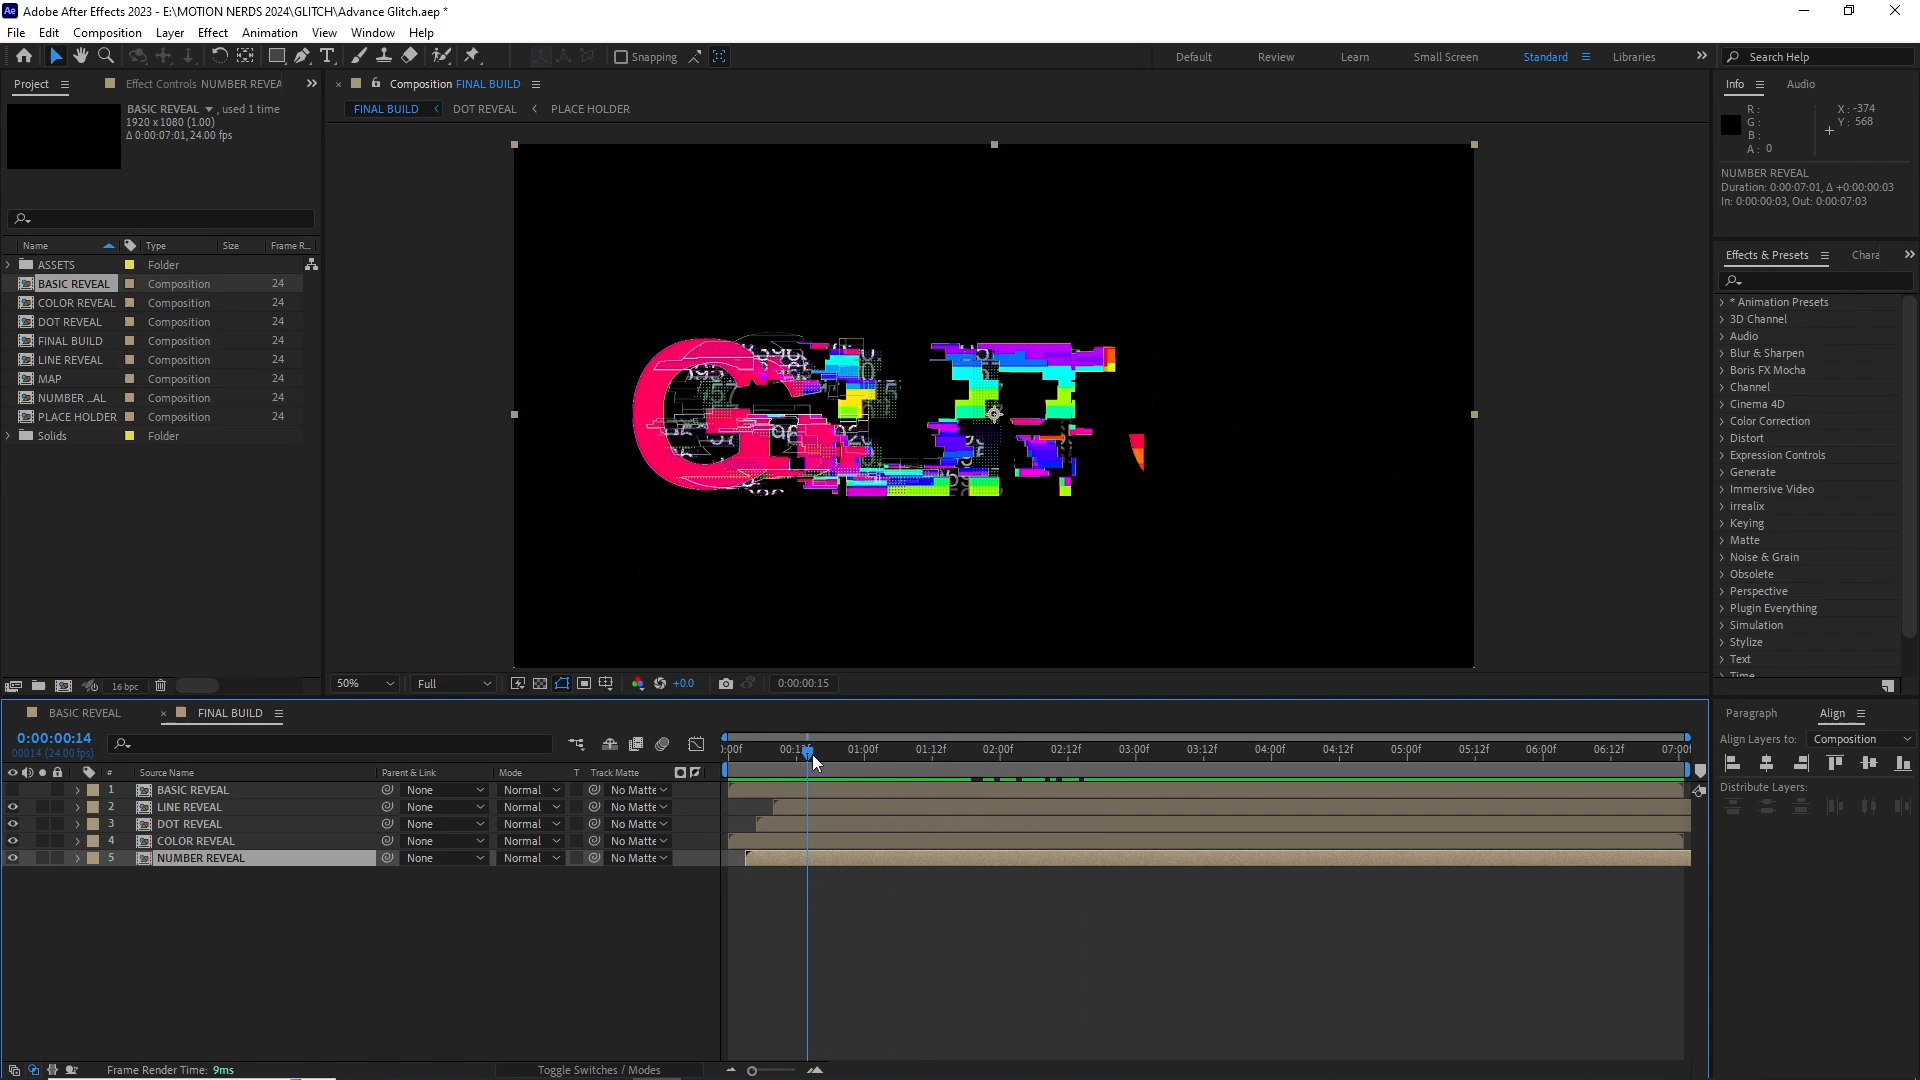 Adobe After Effects 2023 - E:\MOTION NERDS 2024\GLITCH\Advance Glitch.aep *
File Edit Composition Layer Effect Animation View Window Help
Snapping Default Review Learn Small Screen Standard Libraries Search Help
Project Effect Controls NUMBER REVEA
BASIC REVEAL , used 1 time
1920 x 1080 (1.00)
Δ 0:00:07:01, 24.00 fps
Name Type Size Frame R...
ASSETS Folder
BASIC REVEAL Composition 24
COLOR REVEAL Composition 24
DOT REVEAL Composition 24
FINAL BUILD Composition 24
LINE REVEAL Composition 24
MAP Composition 24
NUMBER ...AL Composition 24
PLACE HOLDER Composition 24
Solids Folder
16 bpc
Composition FINAL BUILD
FINAL BUILD DOT REVEAL PLACE HOLDER
50% Full +0.0 0:00:00:15
Info Audio
R :
G :
B :
A : 0
X : -374
Y : 568
NUMBER REVEAL
Duration: 0:00:07:01, Δ +0:00:00:03
In: 0:00:00:03, Out: 0:00:07:03
Effects & Presets Chara
* Animation Presets
3D Channel
Audio
Blur & Sharpen
Boris FX Mocha
Channel
Cinema 4D
Color Correction
Distort
Expression Controls
Generate
Immersive Video
irrealix
Keying
Matte
Noise & Grain
Obsolete
Perspective
Plugin Everything
Simulation
Stylize
Text
Time
BASIC REVEAL FINAL BUILD
0:00:00:14
00014 (24.00 fps)
# Source Name Parent & Link Mode T Track Matte
1 BASIC REVEAL None Normal No Matte
2 LINE REVEAL None Normal No Matte
3 DOT REVEAL None Normal No Matte
4 COLOR REVEAL None Normal No Matte
5 NUMBER REVEAL None Normal No Matte
):00f 00:12f 01:00f 01:12f 02:00f 02:12f 03:00f 03:12f 04:00f 04:12f 05:00f 05:12f 06:00f 06:12f 07:00f
Frame Render Time: 9ms Toggle Switches / Modes
Paragraph Align
Align Layers to: Composition
Distribute Layers: